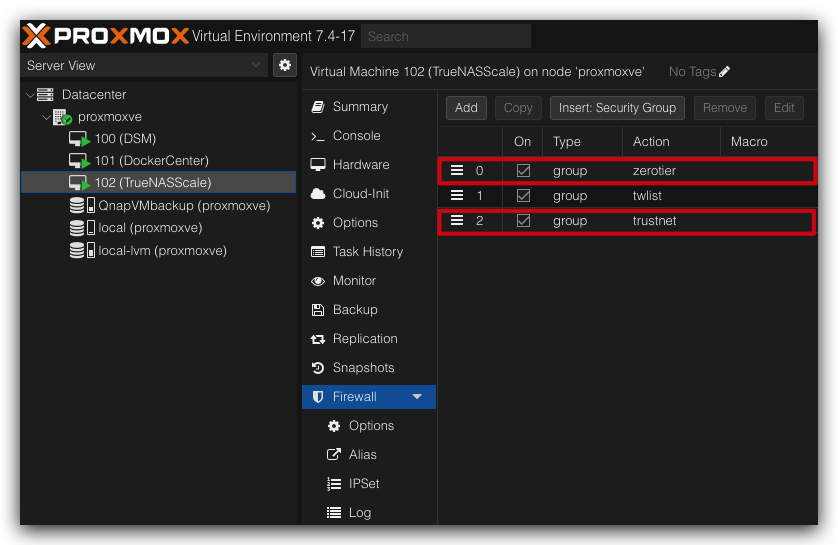 PROXMOX Virtual Environment 7.4-17 Search
Server View
Datacenter
proxmoxve
100 (DSM)
101 (DockerCenter)
102 (TrueNASScale)
QnapVMbackup (proxmoxve)
local (proxmoxve)
local-lvm (proxmoxve)
Virtual Machine 102 (TrueNASScale) on node 'proxmoxve' No Tags
Summary
Console
Hardware
Cloud-Init
Options
Task History
Monitor
Backup
Replication
Snapshots
Firewall
Options
Alias
IPSet
Log
Add Copy Insert: Security Group Remove Edit
On Type Action Macro
0 group zerotier
1 group twlist
2 group trustnet